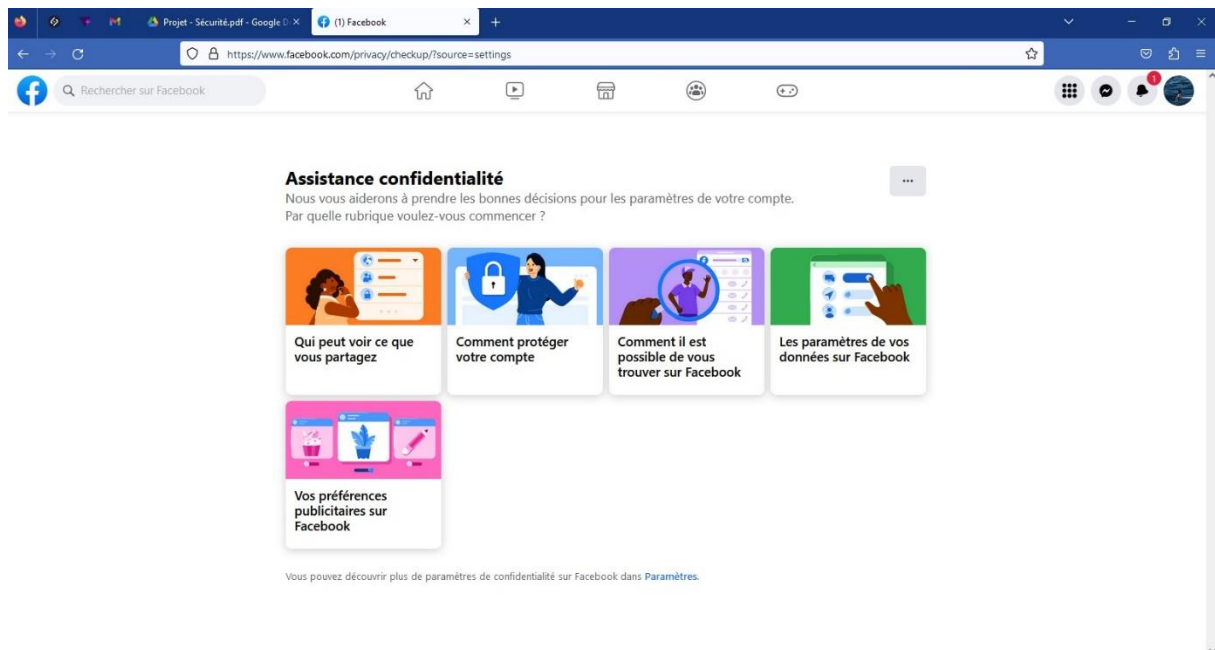 Projet - Sécurité.pdf - Google D
(1) Facebook
https://www.facebook.com/privacy/checkup/?source=settings
Rechercher sur Facebook
1
Assistance confidentialité
Nous vous aiderons à prendre les bonnes décisions pour les paramètres de votre compte.
Par quelle rubrique voulez-vous commencer ?
Qui peut voir ce que
vous partagez
Comment protéger
votre compte
Comment il est
possible de vous
trouver sur Facebook
Les paramètres de vos
données sur Facebook
Vos préférences
publicitaires sur
Facebook
Vous pouvez découvrir plus de paramètres de confidentialité sur Facebook dans Paramètres.